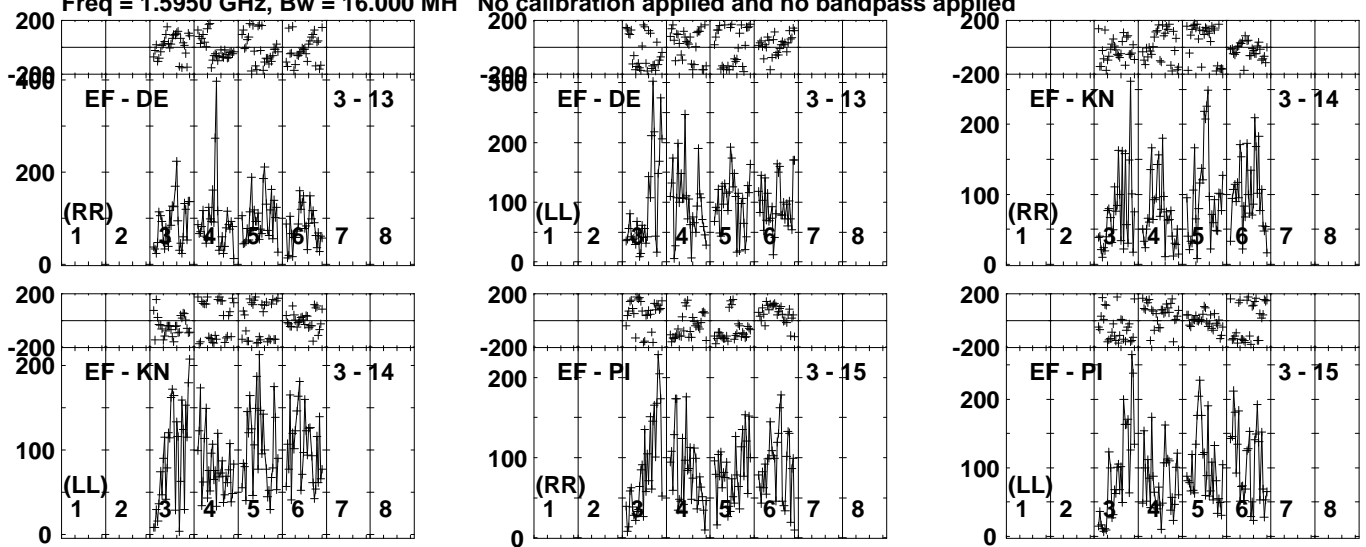 Freq = 1.5950 GHz, Bw = 16.000 MH No calibration applied and no bandpass applied
200
-200
400
EF - DE 3 - 13
200
(RR)
1 2 3 4 5 6 7 8
0
200
-200
300
EF - DE 3 - 13
200
100
(LL)
1 2 3 4 5 6 7 8
0
200
-200
EF - KN 3 - 14
200
100
(RR)
1 2 3 4 5 6 7 8
0
200
-200
200
EF - KN 3 - 14
100
(LL)
1 2 3 4 5 6 7 8
0
200
-200
EF - PI 3 - 15
200
100
(RR)
1 2 3 4 5 6 7 8
0
200
-200
EF - PI 3 - 15
200
100
(LL)
1 2 3 4 5 6 7 8
0